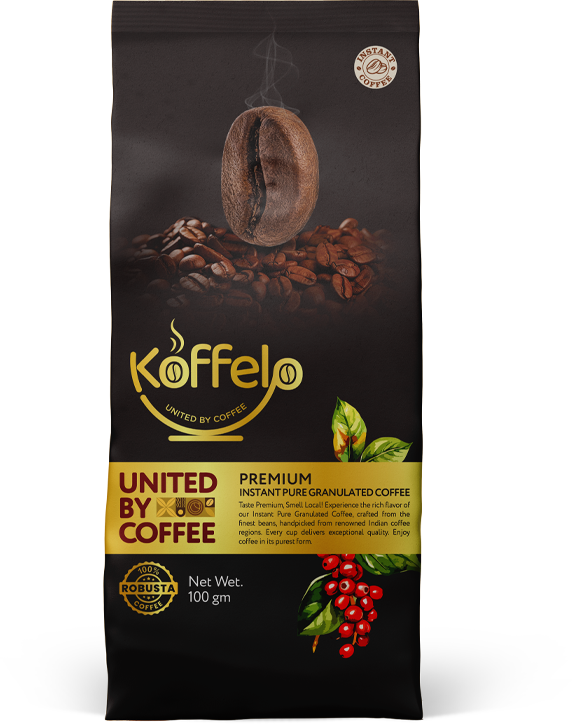 INSTANT
COFFEE
Koffelo
UNITED BY COFFEE
UNITED
BY
COFFEE
PREMIUM
INSTANT PURE GRANULATED COFFEE
Taste Premium, Smell Local! Experience the rich flavor of
our Instant Pure Granulated Coffee, crafted from the
finest beans, handpicked from renowned Indian coffee
regions. Every cup delivers exceptional quality. Enjoy
coffee in its purest form.
100%
ROBUSTA
COFFEE
Net Wet.
100 gm